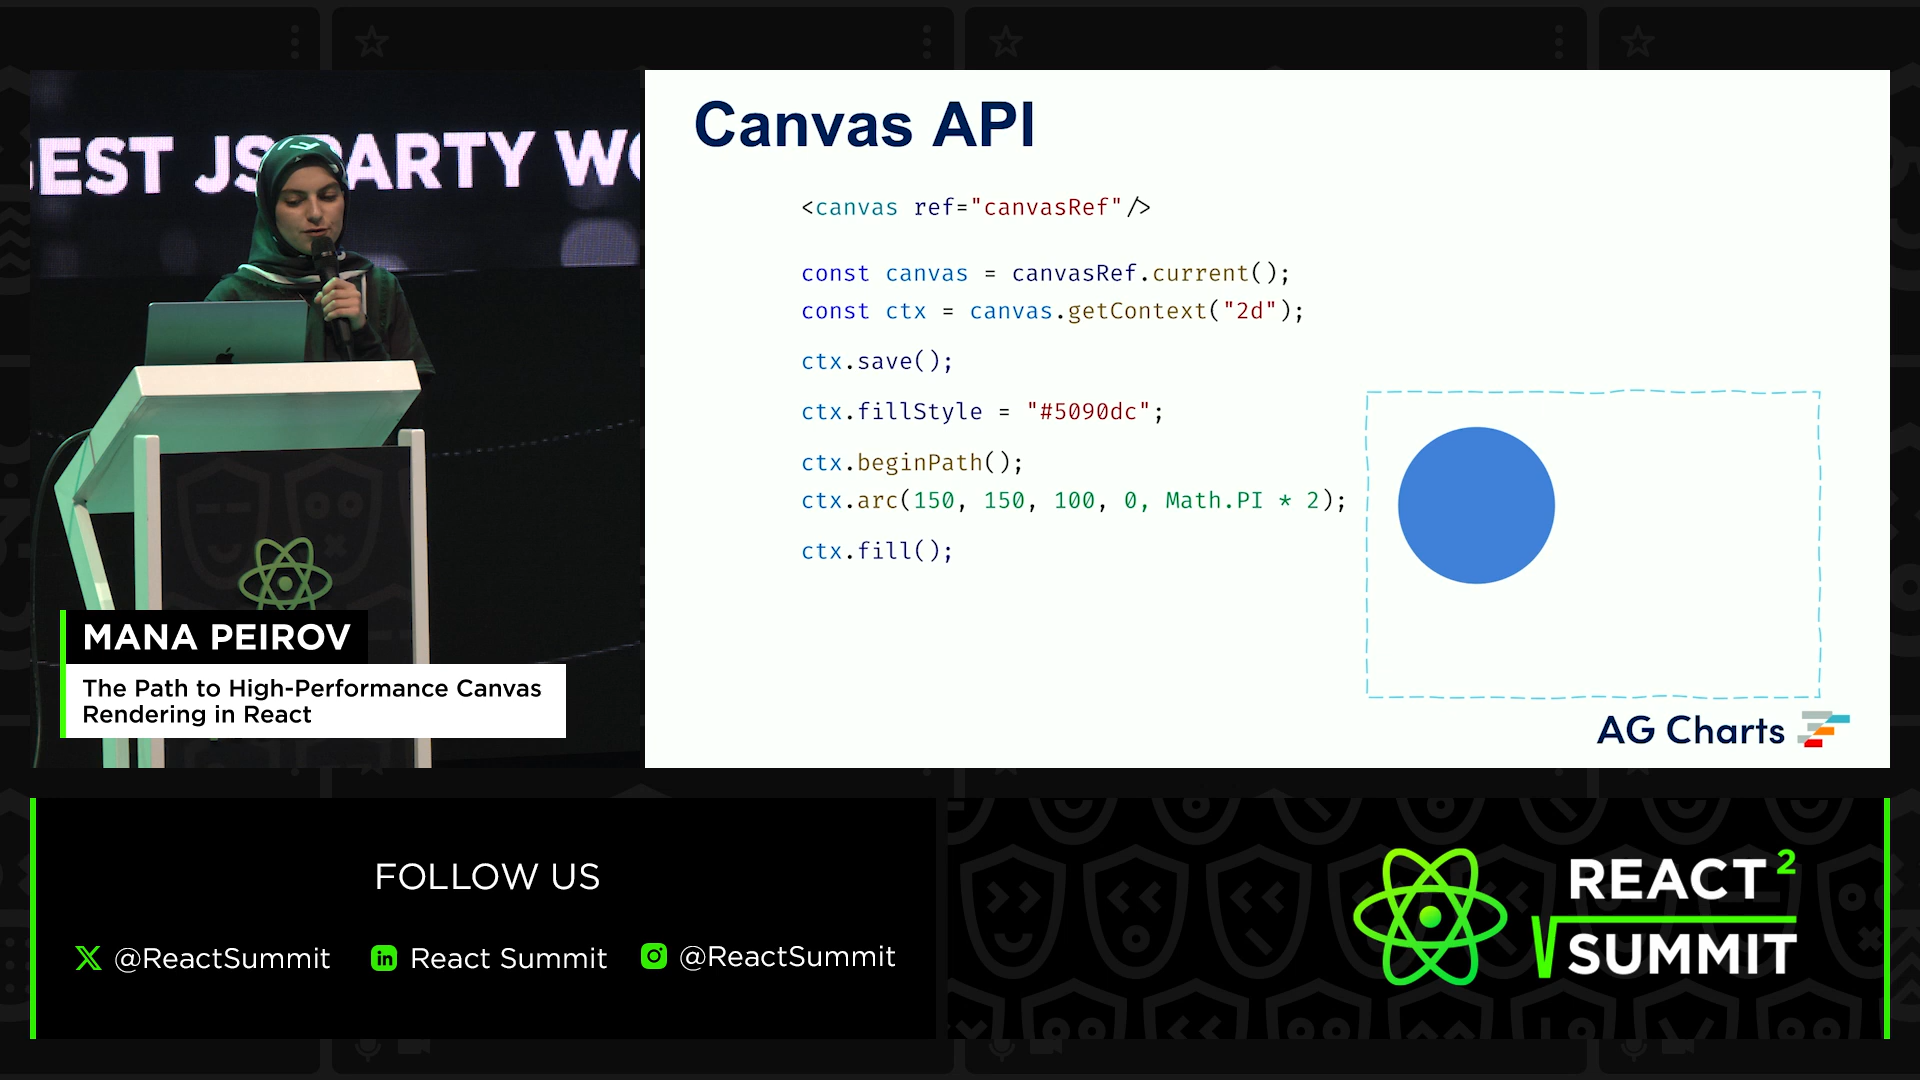 EST JS PARTY W
MANA PEIROV
The Path to High-Performance Canvas
Rendering in React
Canvas API
<canvas ref="canvasRef"/>
const canvas = canvasRef.current();
const ctx = canvas.getContext("2d");
ctx.save();
ctx.fillStyle = "#5090dc";
ctx.beginPath();
ctx.arc(150, 150, 100, 0, Math.PI * 2);
ctx.fill();
AG Charts
FOLLOW US
@ReactSummit
in React Summit
@ReactSummit
REACT 2
SUMMIT